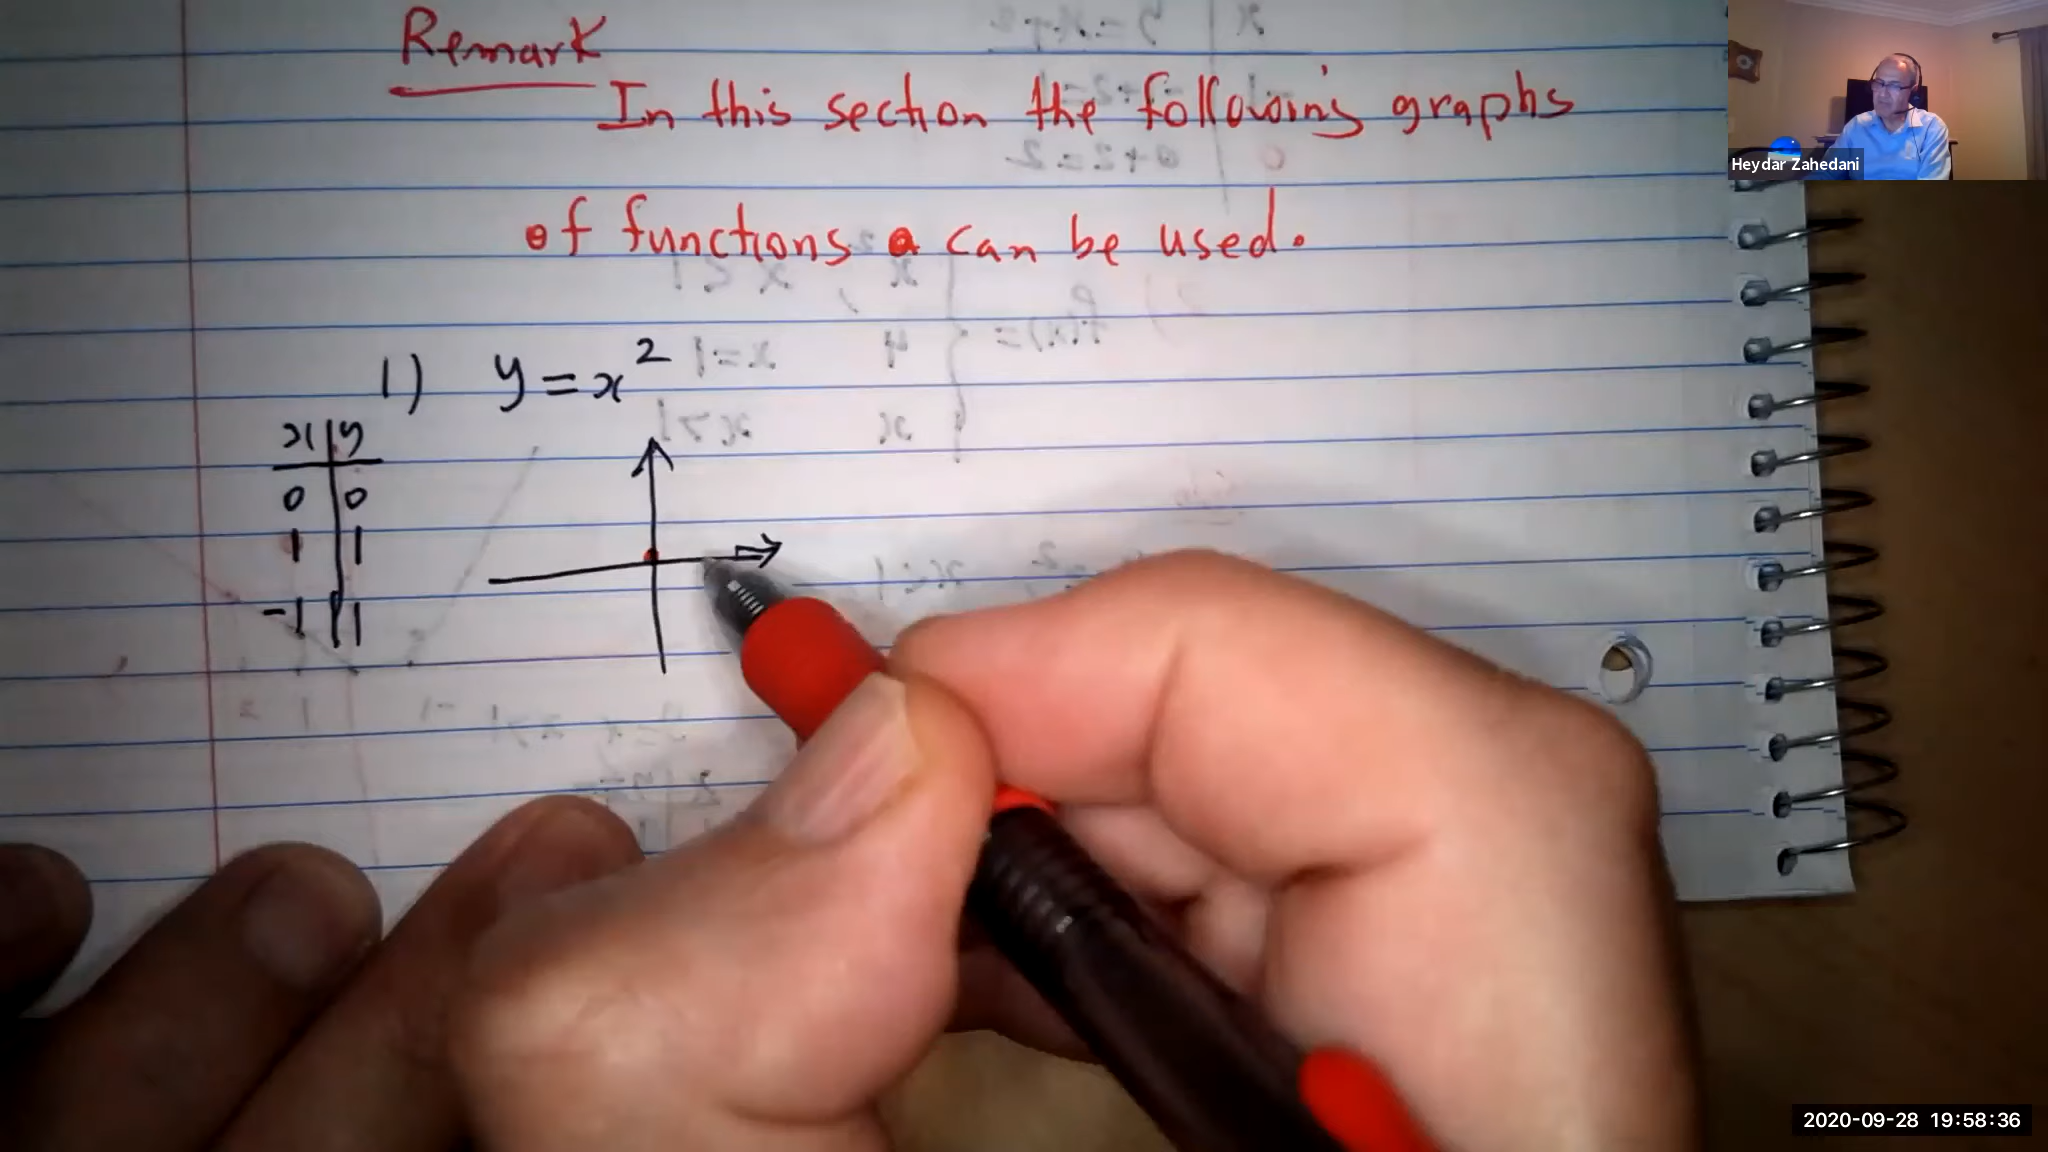 Remark
In this section the following graphs
of functions can be used.
1) y = x²
x | y
0 | 0
1 | 1
-1 | 1
Heydar Zahedani
2020-09-28 19:58:36